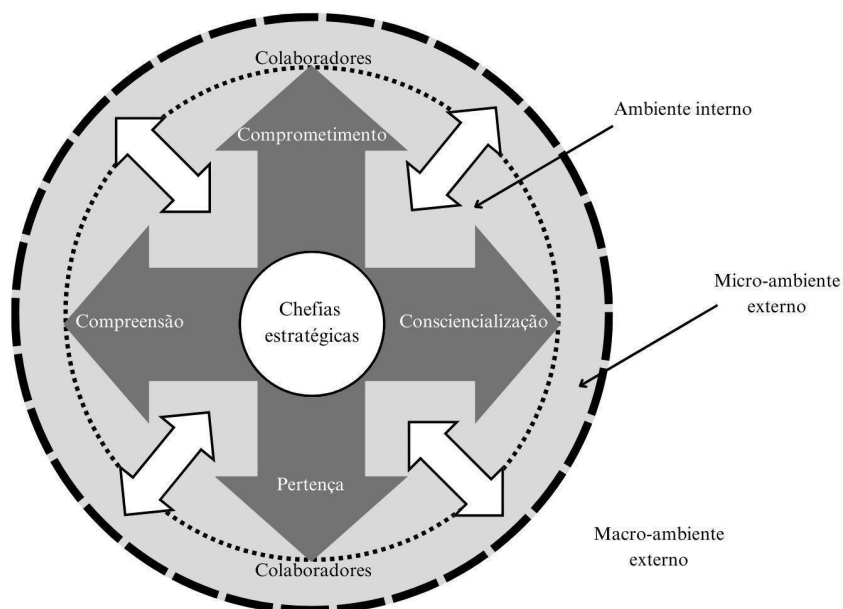 Colaboradores
Ambiente interno
Comprometimento
Micro-ambiente
externo
Compreensão
Chefias
estratégicas
Consciencialização
Pertença
Macro-ambiente
externo
Colaboradores